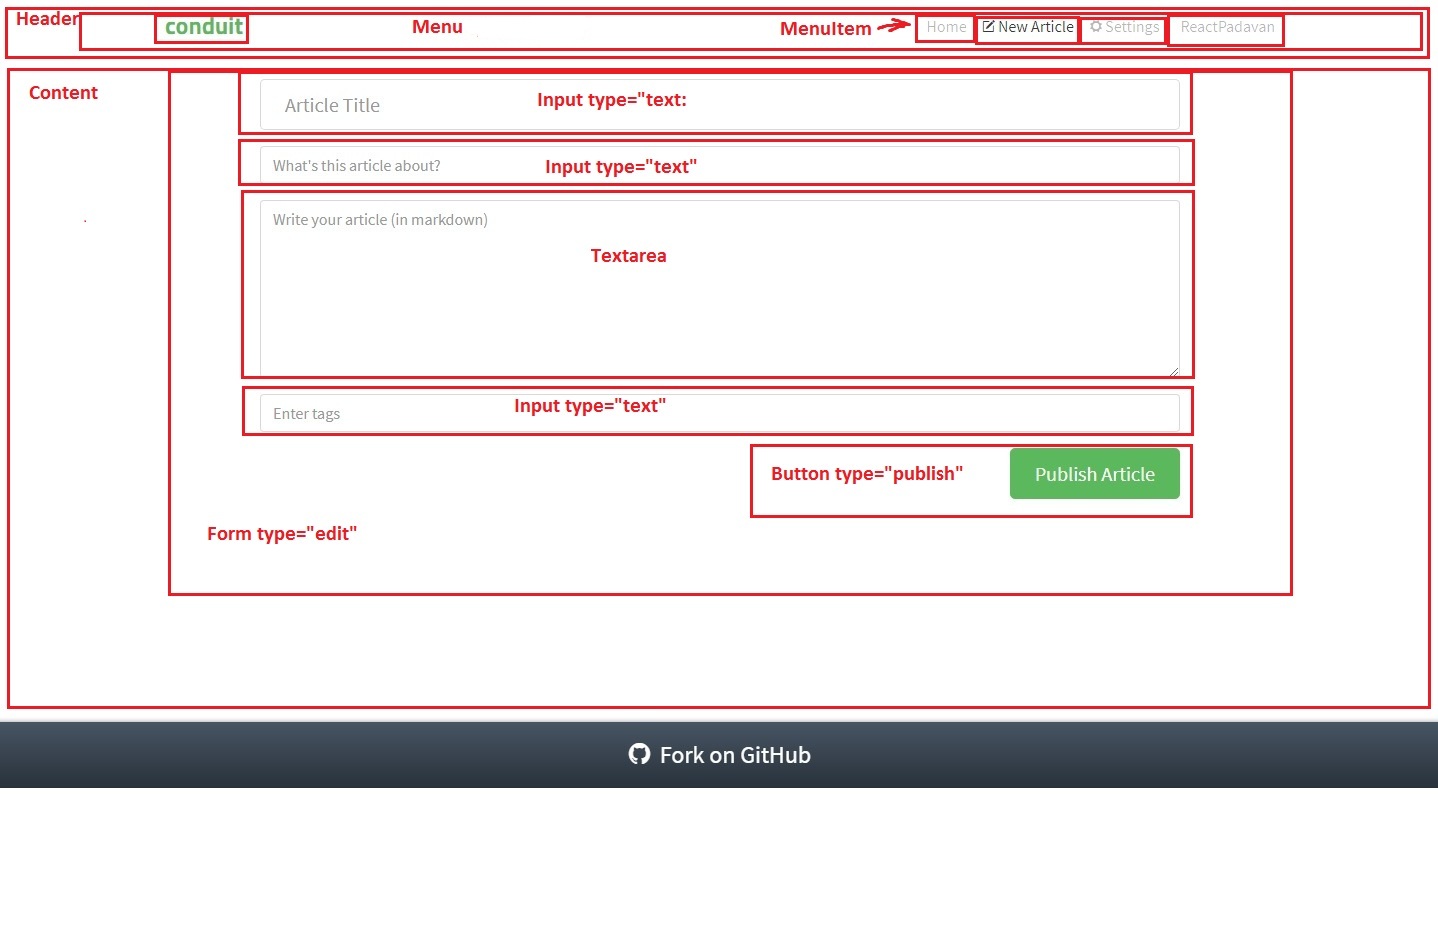 Header
conduit
Menu
MenuItem
Home
New Article
Settings
ReactPadavan
Content
Article Title
Input type="text:
What's this article about?
Input type="text"
Write your article (in markdown)
Textarea
Enter tags
Input type="text"
Button type="publish"
Publish Article
Form type="edit"
Fork on GitHub